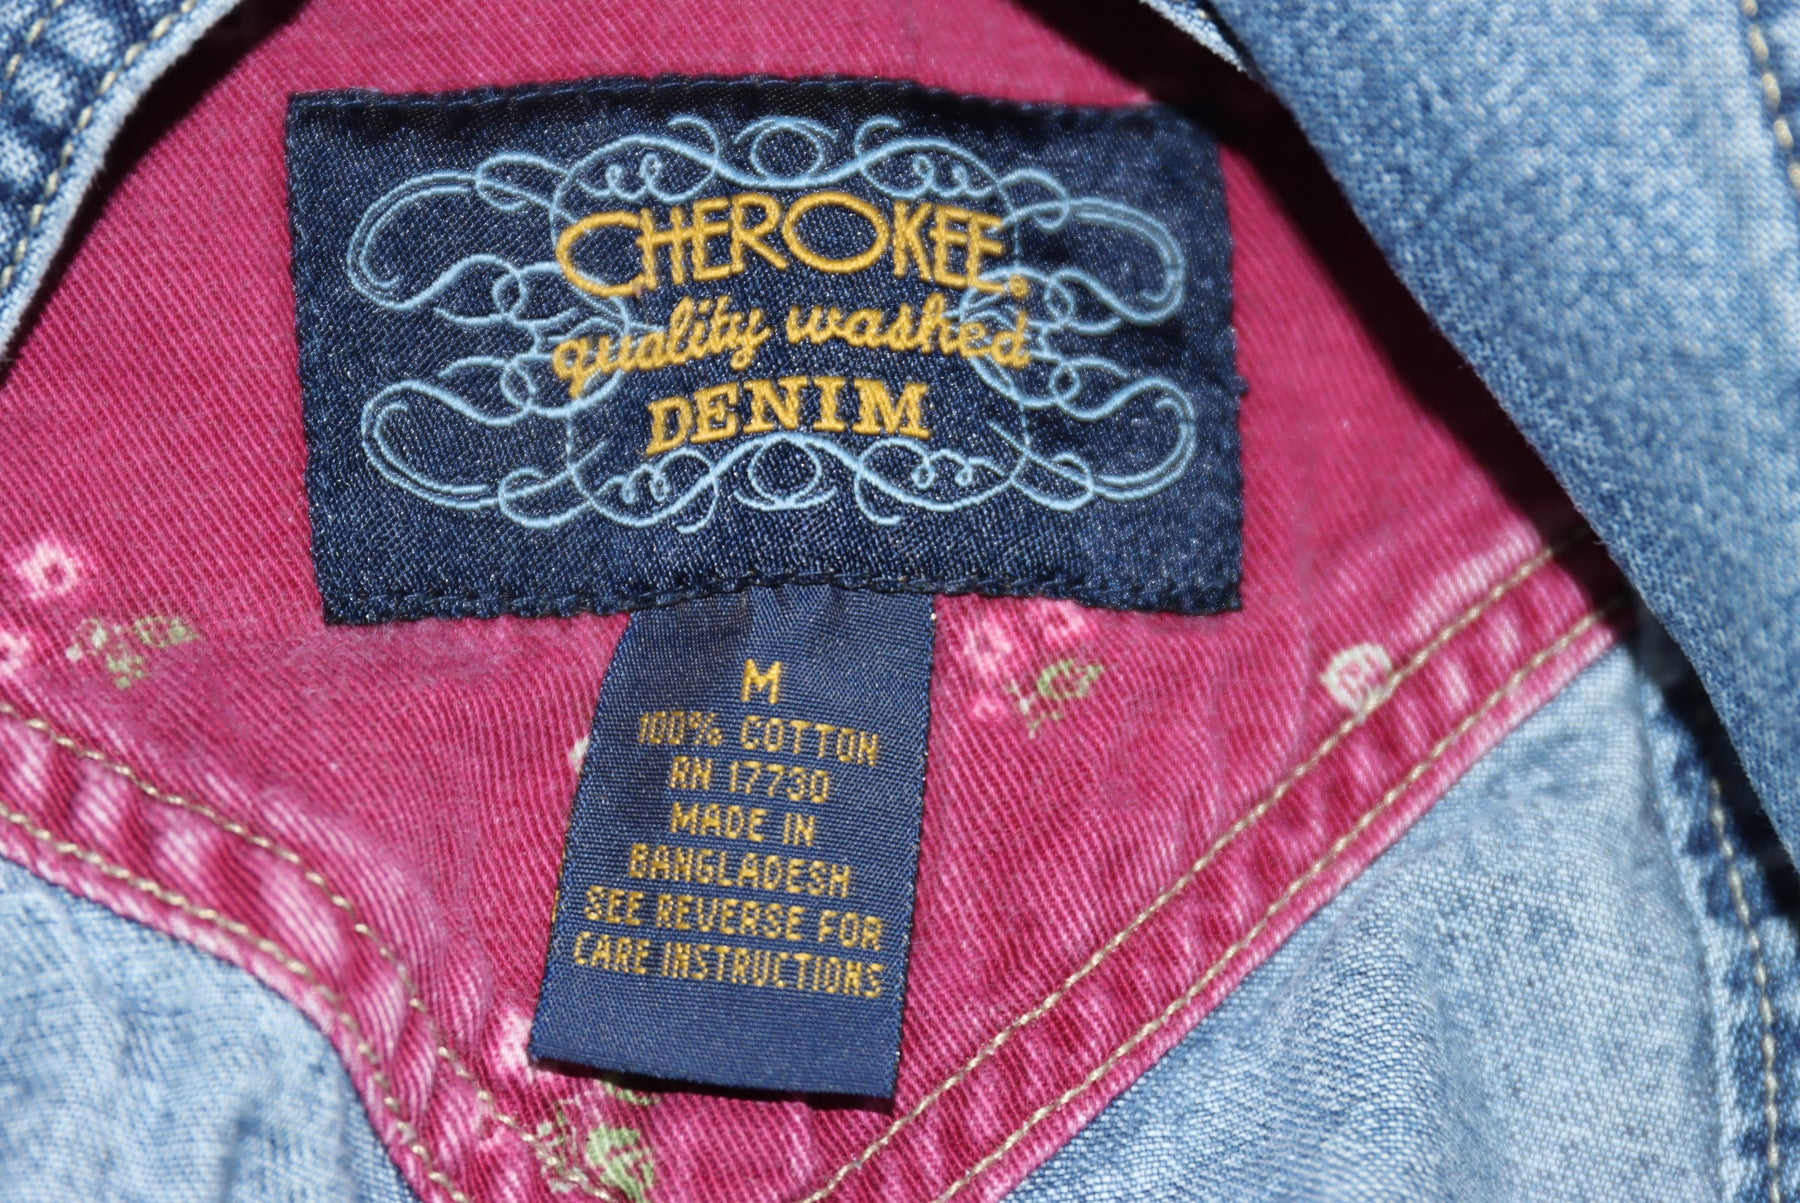 CHEROKEE®
quality washed
DENIM
M
100% COTTON
RN 17730
MADE IN
BANGLADESH
SEE REVERSE FOR
CARE INSTRUCTIONS